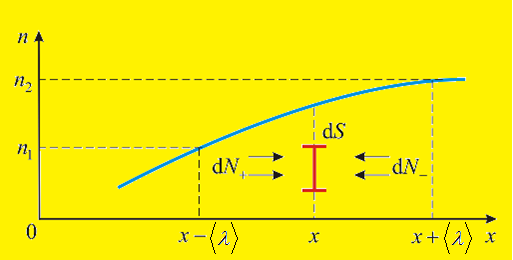 n
n₂
dS
n₁
dN₊ dN₋
0 x − ⟨λ⟩ x x + ⟨λ⟩ x